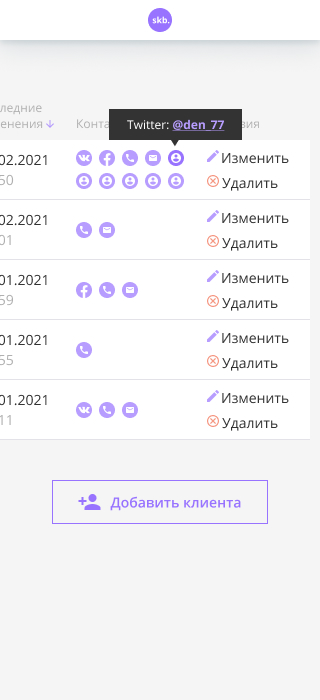 skb.
ледние
енения
Конта
Twitter: @den_77
вия
02.2021
50
Изменить
Удалить
02.2021
01
Изменить
Удалить
01.2021
59
Изменить
Удалить
01.2021
55
Изменить
Удалить
01.2021
11
Изменить
Удалить
Добавить клиента